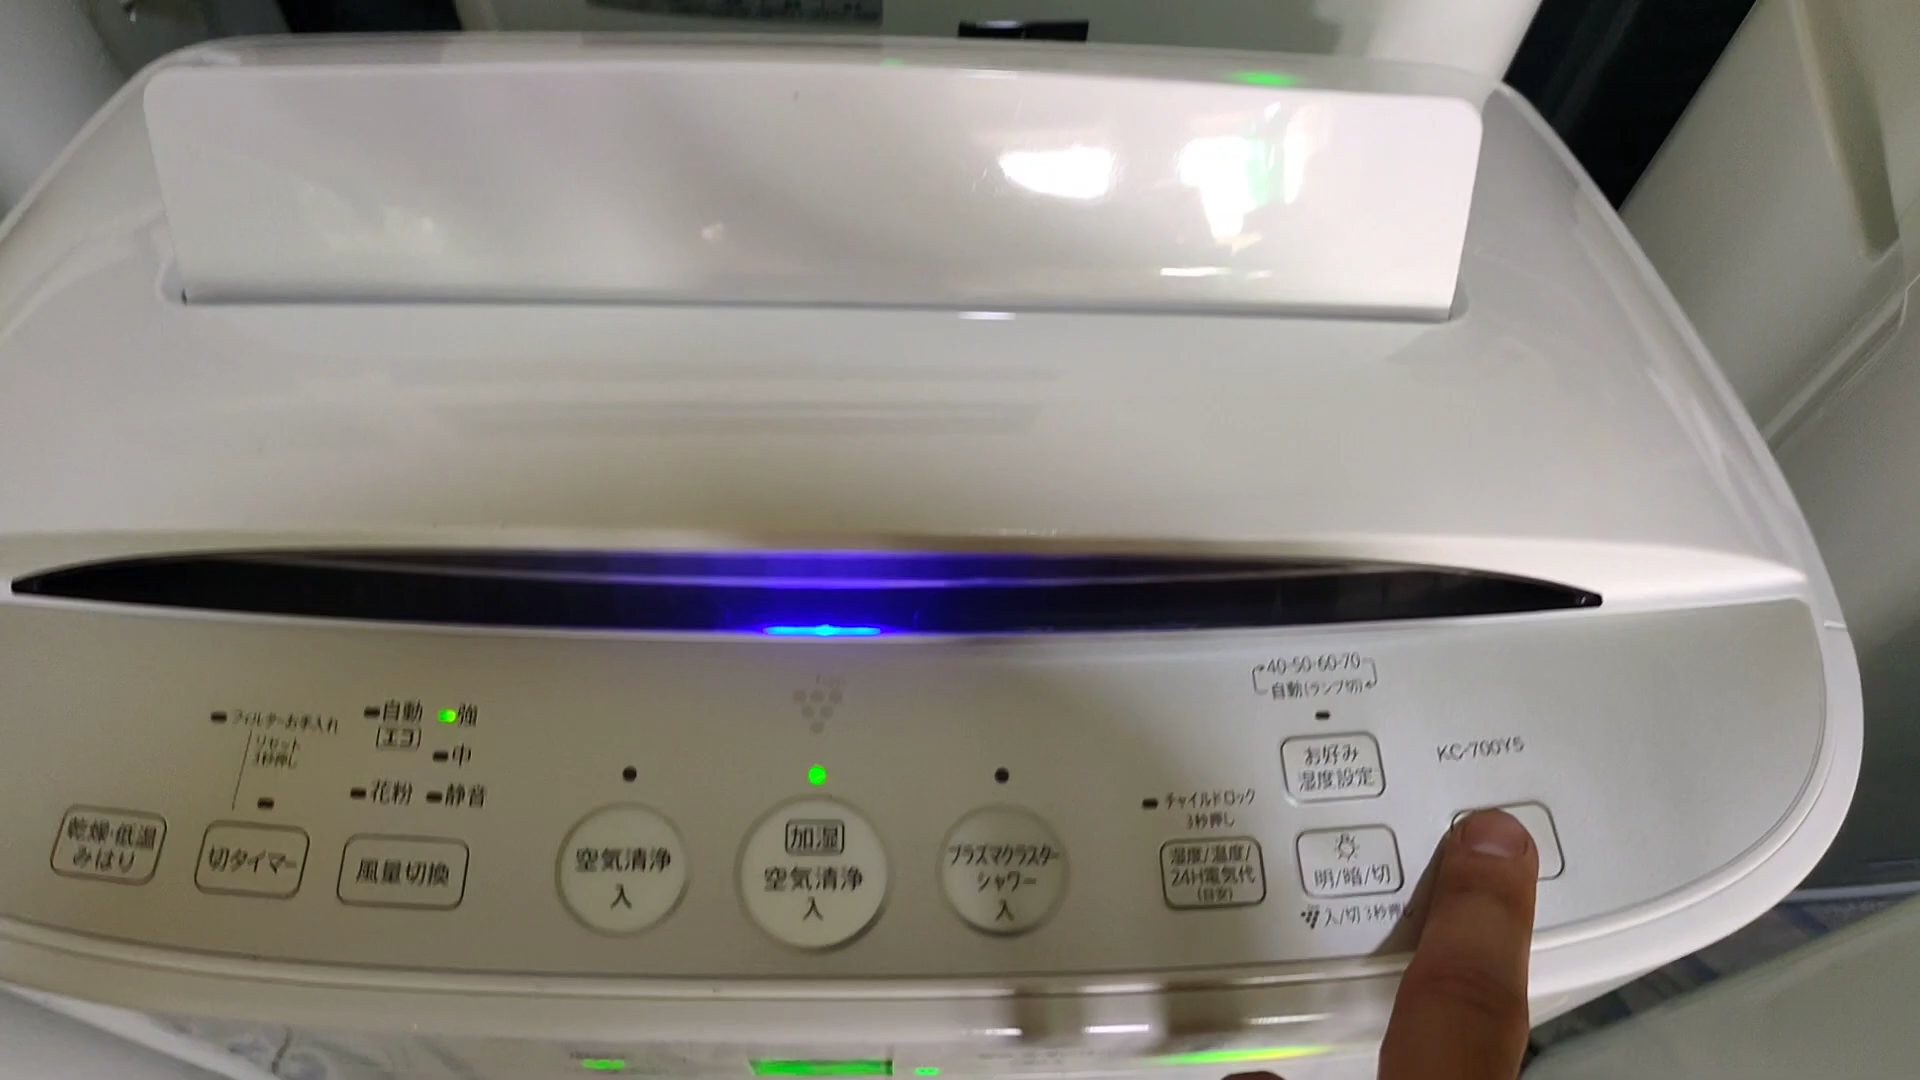 40-50-60-70
自動(ランプ切)
フィルターお手入れ
リセット
3秒押し
自動
強
エコ
中
花粉
静音
お好み
湿度設定
KC-700Y5
チャイルドロック
3秒押し
乾燥・低温
みはり
切タイマー
風量切換
空気清浄
入
加湿
空気清浄
入
プラズマクラスター
シャワー
入
湿度/温度/
24H電気代
(目安)
明/暗/切
入/切 3秒押し